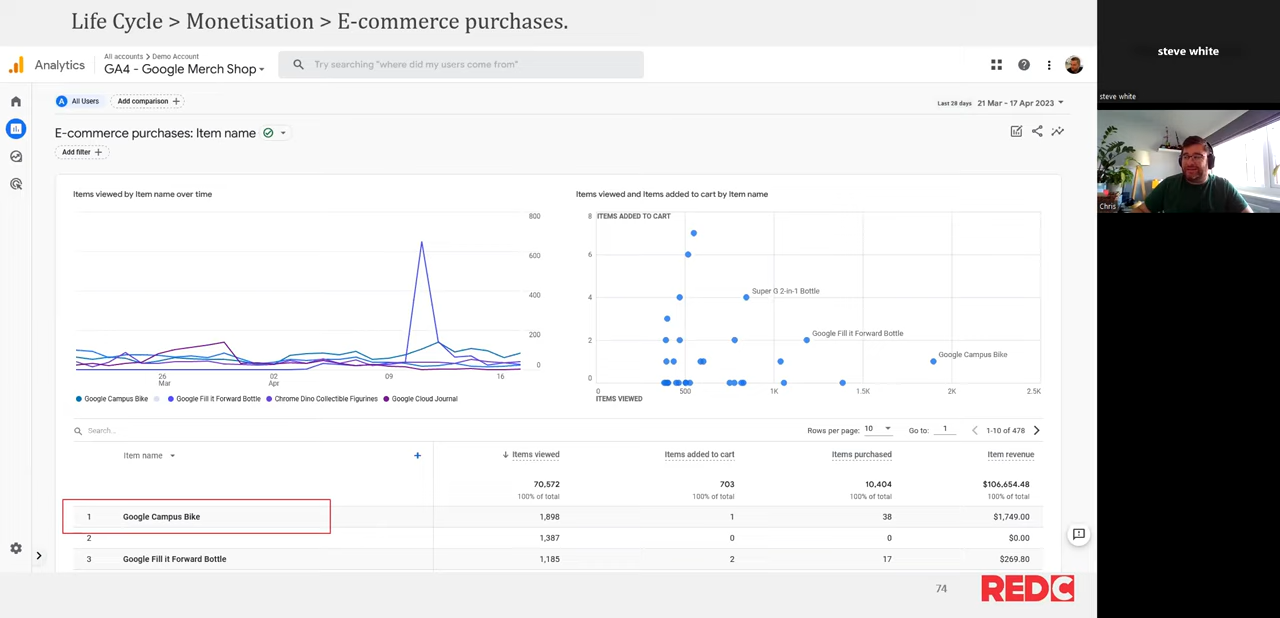 Life Cycle > Monetisation > E-commerce purchases.
steve white
steve white
Chris
Analytics
All accounts > Demo Account
GA4 - Google Merch Shop
Try searching "where did my users come from"
A All Users
Add comparison +
Last 28 days 21 Mar - 17 Apr 2023
E-commerce purchases: Item name
Add filter +
Items viewed by Item name over time
800
600
400
200
0
26
Mar
02
Apr
09
16
Google Campus Bike
Google Fill it Forward Bottle
Chrome Dino Collectible Figurines
Google Cloud Journal
Items viewed and Items added to cart by Item name
8
ITEMS ADDED TO CART
6
4
2
0
Super G 2-in-1 Bottle
Google Fill it Forward Bottle
Google Campus Bike
0 500 1K 1.5K 2K 2.5K
ITEMS VIEWED
Search...
Rows per page: 10 Go to: 1 < 1-10 of 478 >
Item name + ↓ Items viewed Items added to cart Items purchased Item revenue
70,572 703 10,404 $106,654.48
100% of total 100% of total 100% of total 100% of total
1 Google Campus Bike 1,898 1 38 $1,749.00
2 1,387 0 0 $0.00
3 Google Fill it Forward Bottle 1,185 2 17 $269.80
74
REDC